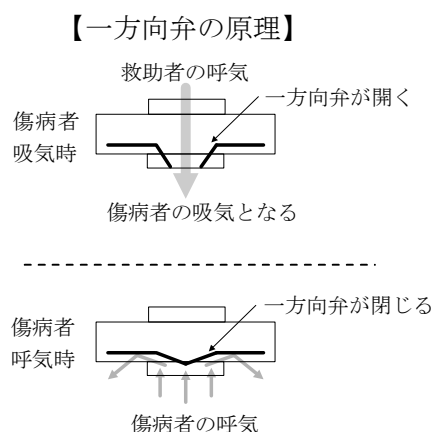 【一方向弁の原理】
救助者の呼気
一方向弁が開く
傷病者
吸気時
傷病者の吸気となる
一方向弁が閉じる
傷病者
呼気時
傷病者の呼気